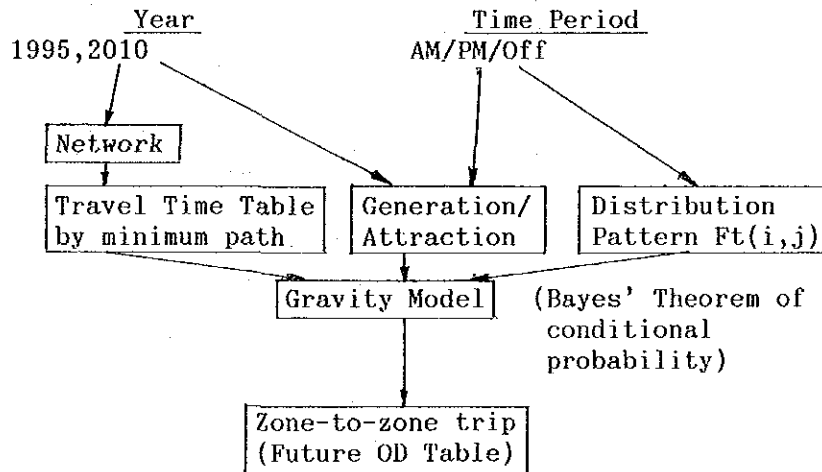 Year
Time Period
1995,2010
AM/PM/Off
Network
Travel Time Table
by minimum path
Generation/
Attraction
Distribution
Pattern Ft(i,j)
Gravity Model
(Bayes' Theorem of
conditional
probability)
Zone-to-zone trip
(Future OD Table)